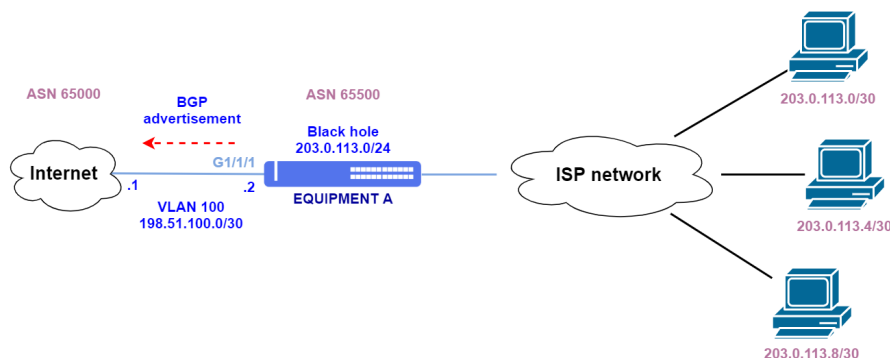 ASN 65000
BGP
advertisement
ASN 65500
Black hole
203.0.113.0/24
Internet
G1/1/1
.1
.2
VLAN 100
198.51.100.0/30
EQUIPMENT A
ISP network
203.0.113.0/30
203.0.113.4/30
203.0.113.8/30